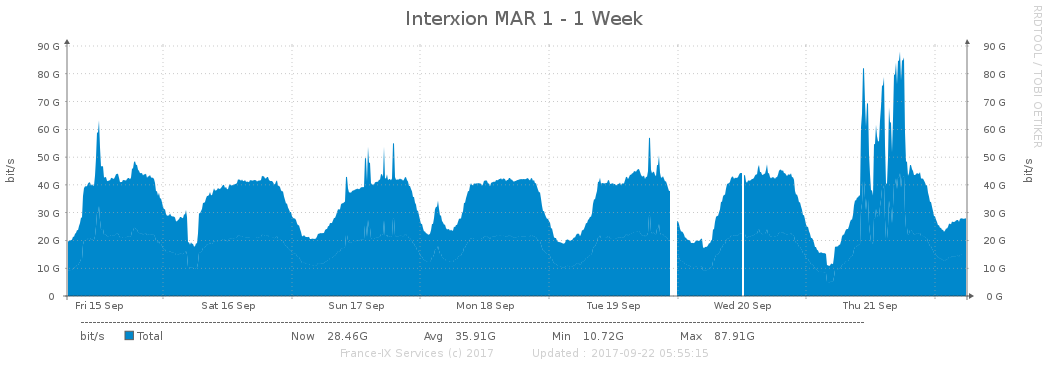 Interxion MAR 1 - 1 Week
RRDTOOL / TOBI OETIKER
bit/s
90 G 90 G
80 G 80 G
70 G 70 G
60 G 60 G
50 G 50 G
40 G 40 G
30 G 30 G
20 G 20 G
10 G 10 G
0 0 G
bit/s
Fri 15 Sep Sat 16 Sep Sun 17 Sep Mon 18 Sep Tue 19 Sep Wed 20 Sep Thu 21 Sep
bit/s Total Now 28.46G Avg 35.91G Min 10.72G Max 87.91G
France-IX Services (c) 2017 Updated : 2017-09-22 05:55:15